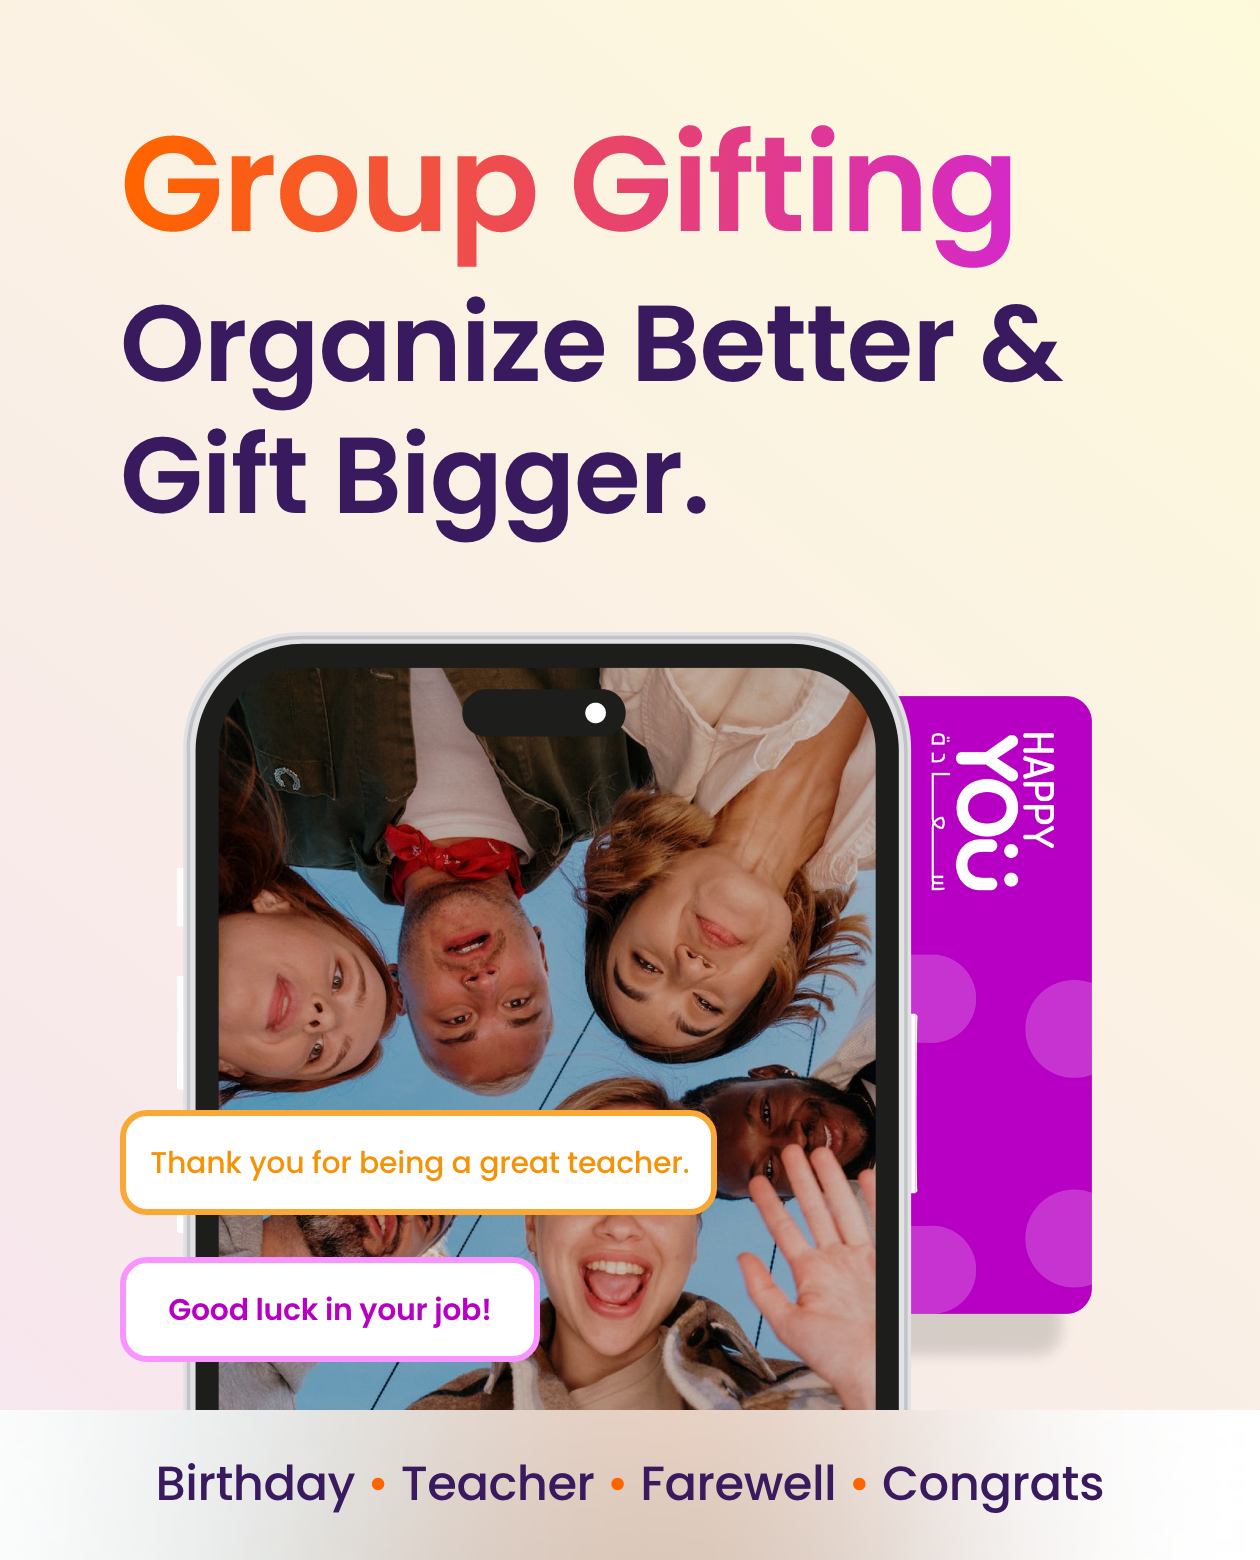 Group Gifting
Organize Better &
Gift Bigger.
HAPPY
YOU
ســـعـــادة
Thank you for being a great teacher.
Good luck in your job!
Birthday • Teacher • Farewell • Congrats